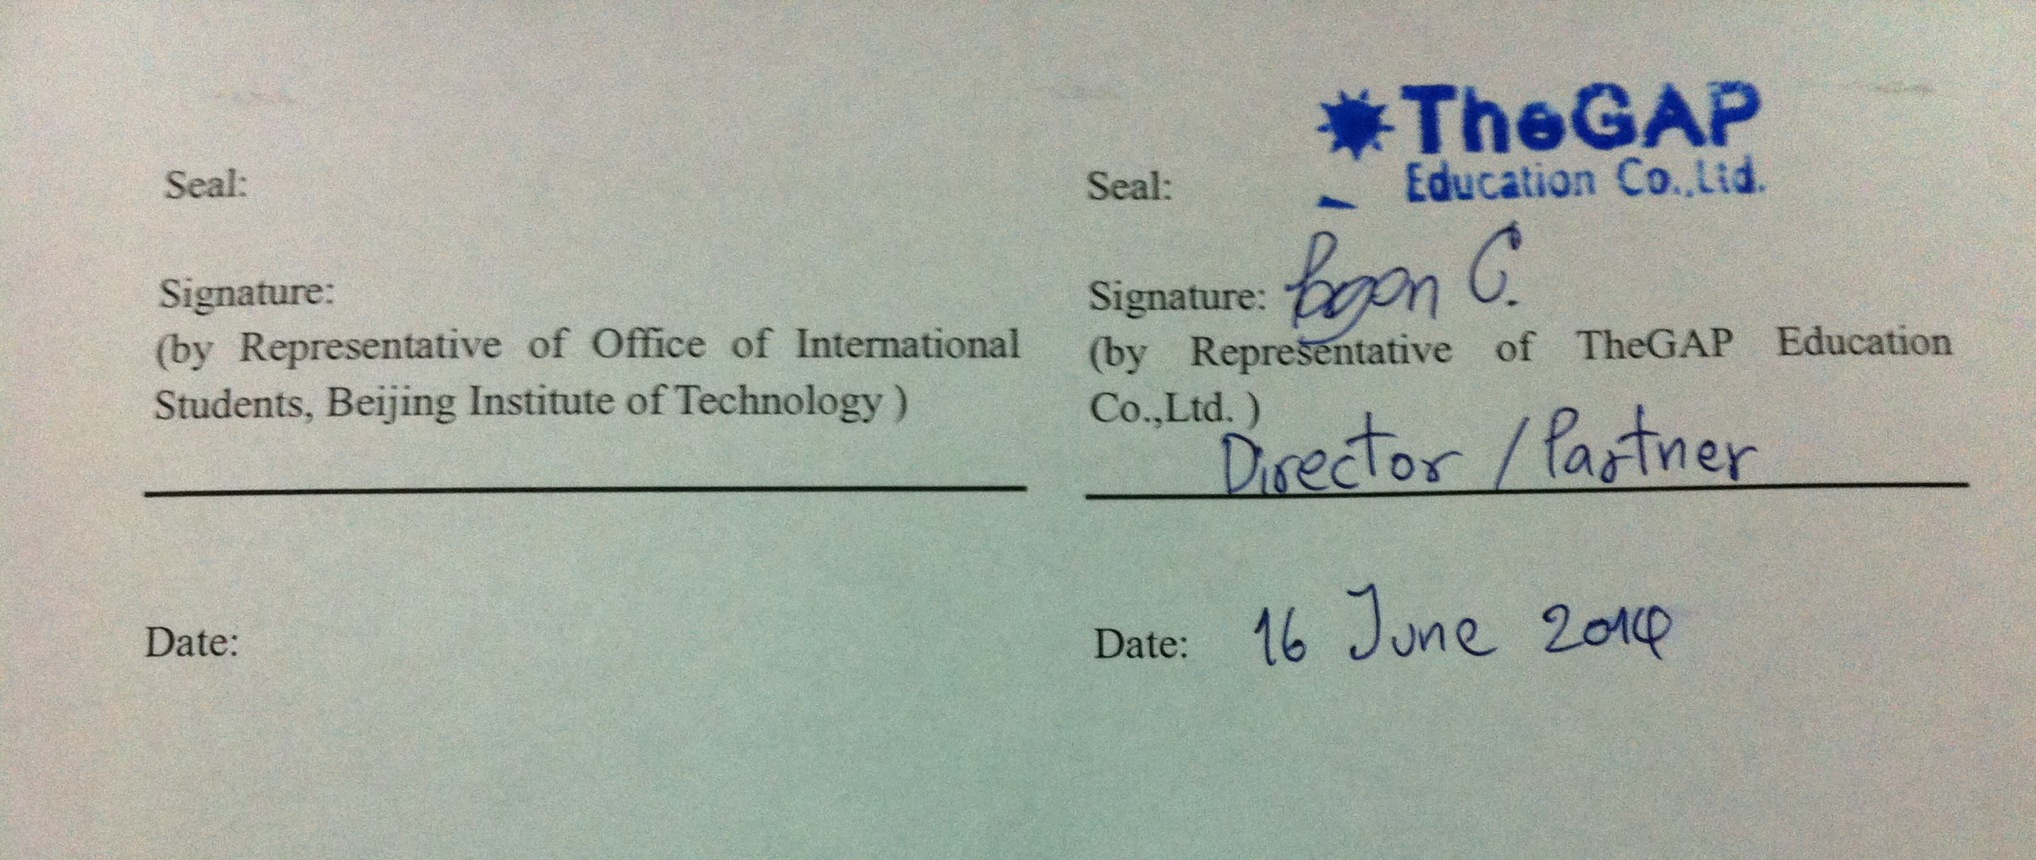 Seal:
Signature:
(by Representative of Office of International
Students, Beijing Institute of Technology )
Date:
TheGAP
Education Co.,Ltd.
Seal:
Signature: C.
(by Representative of TheGAP Education
Co.,Ltd. )
Director / Partner
Date: 16 June 2014